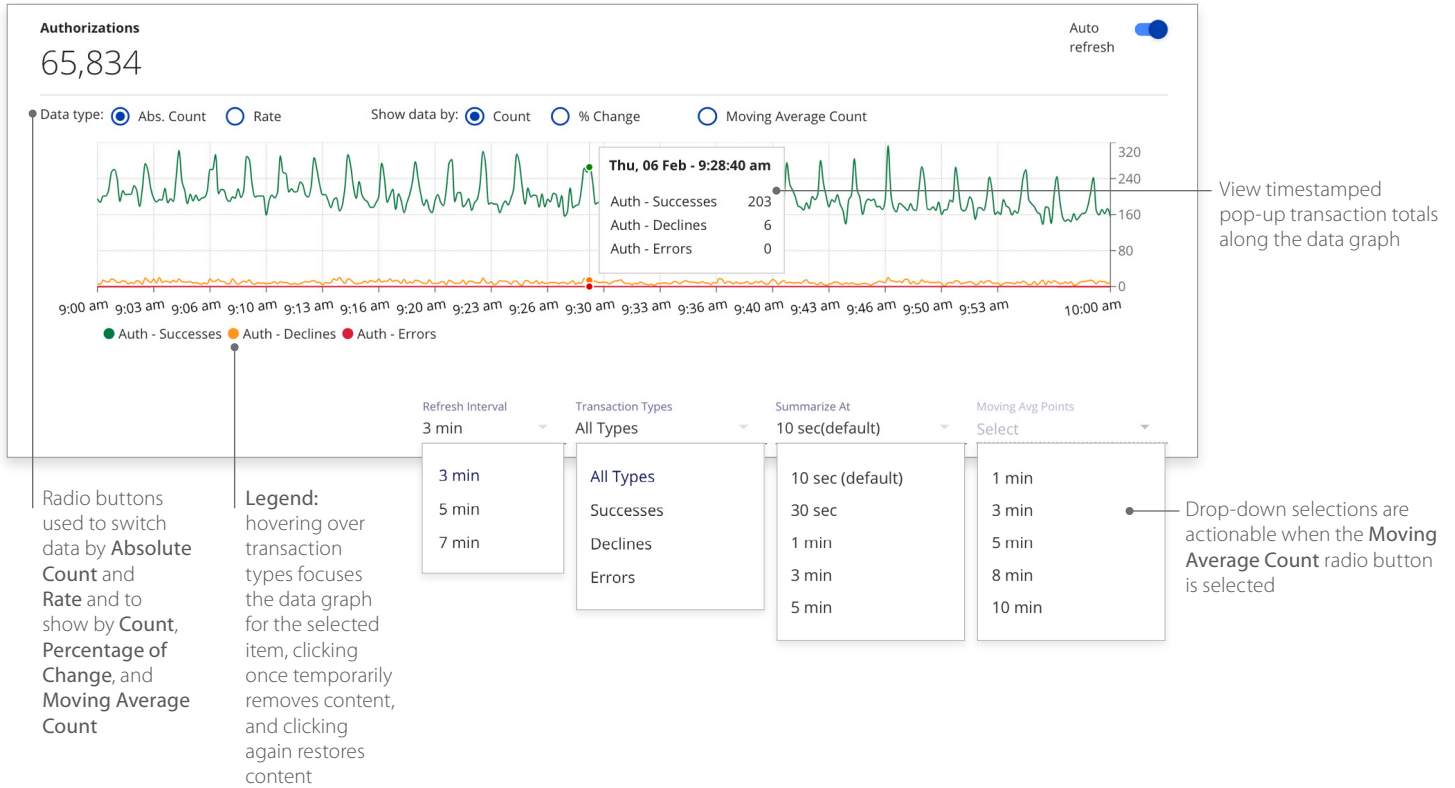 Authorizations
65,834
Auto
refresh
Data type: Abs. Count Rate Show data by: Count % Change Moving Average Count
320
240
160
80
0
Thu, 06 Feb - 9:28:40 am
Auth - Successes 203
Auth - Declines 6
Auth - Errors 0
View timestamped
pop-up transaction totals
along the data graph
9:00 am 9:03 am 9:06 am 9:10 am 9:13 am 9:16 am 9:20 am 9:23 am 9:26 am 9:30 am 9:33 am 9:36 am 9:40 am 9:43 am 9:46 am 9:50 am 9:53 am 10:00 am
Auth - Successes Auth - Declines Auth - Errors
Refresh Interval
3 min
3 min
5 min
7 min
Transaction Types
All Types
All Types
Successes
Declines
Errors
Summarize At
10 sec(default)
10 sec (default)
30 sec
1 min
3 min
5 min
Moving Avg Points
Select
1 min
3 min
5 min
8 min
10 min
Radio buttons
used to switch
data by Absolute
Count and
Rate and to
show by Count,
Percentage of
Change, and
Moving Average
Count
Legend:
hovering over
transaction
types focuses
the data graph
for the selected
item, clicking
once temporarily
removes content,
and clicking
again restores
content
Drop-down selections are
actionable when the Moving
Average Count radio button
is selected